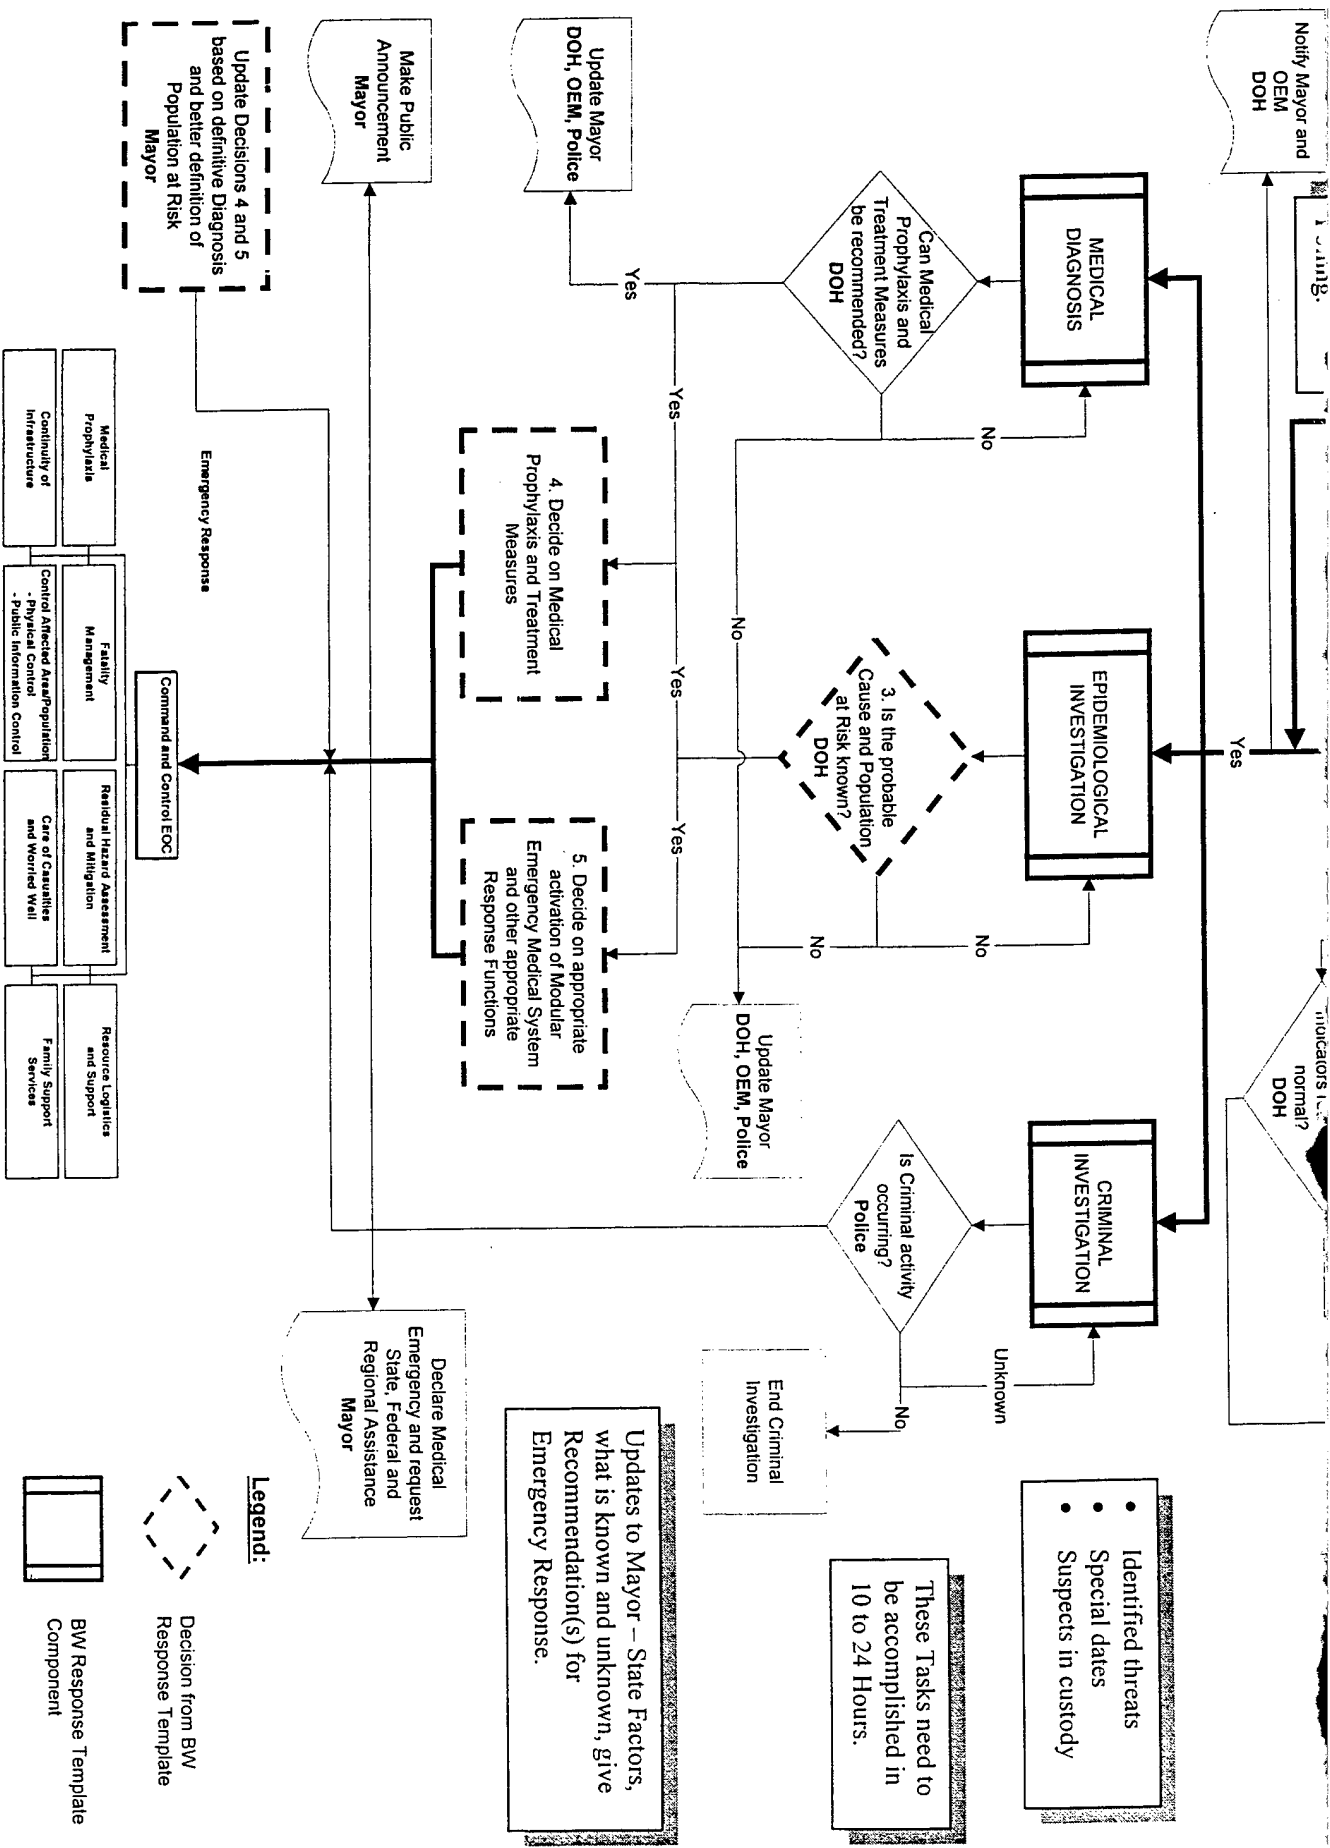 Notify Mayor and
OEM
DOH
normal?
DOH
Yes
MEDICAL
DIAGNOSIS
EPIDEMIOLOGICAL
INVESTIGATION
CRIMINAL
INVESTIGATION
• Identified threats
• Special dates
• Suspects in custody
No
No
Unknown
Can Medical
Prophylaxis and
Treatment Measures
be recommended?
DOH
3. Is the probable
Cause and Population
at Risk known?
DOH
Is Criminal activity
occurring?
Police
These Tasks need to
be accomplished in
10 to 24 Hours.
No
No
No
Update Mayor
DOH, OEM, Police
End Criminal
Investigation
Yes
Yes
Yes
Yes
Update Mayor
DOH, OEM, Police
4. Decide on Medical
Prophylaxis and Treatment
Measures
5. Decide on appropriate
activation of Modular
Emergency Medical System
and other appropriate
Response Functions
Updates to Mayor – State Factors,
what is known and unknown, give
Recommendation(s) for
Emergency Response.
Make Public
Announcement
Mayor
Declare Medical
Emergency and request
State, Federal and
Regional Assistance
Mayor
Update Decisions 4 and 5
based on definitive Diagnosis
and better definition of
Population at Risk
Mayor
Emergency Response
Command and Control EOC
Medical
Prophylaxis
Fatality
Management
Residual Hazard Assessment
and Mitigation
Resource Logistics
and Support
Continuity of
Infrastructure
Control Affected Area/Population
- Physical Control
- Public Information Control
Care of Casualties
and Worried Well
Family Support
Services
Legend:
Decision from BW
Response Template
BW Response Template
Component